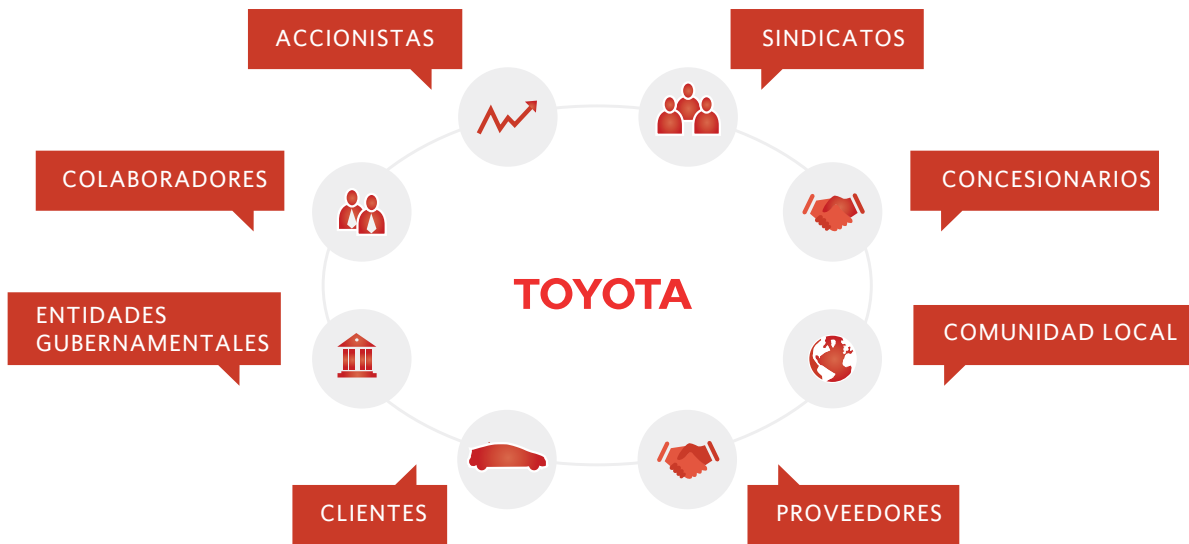 ACCIONISTAS
SINDICATOS
COLABORADORES
CONCESIONARIOS
TOYOTA
ENTIDADES
GUBERNAMENTALES
COMUNIDAD LOCAL
CLIENTES
PROVEEDORES